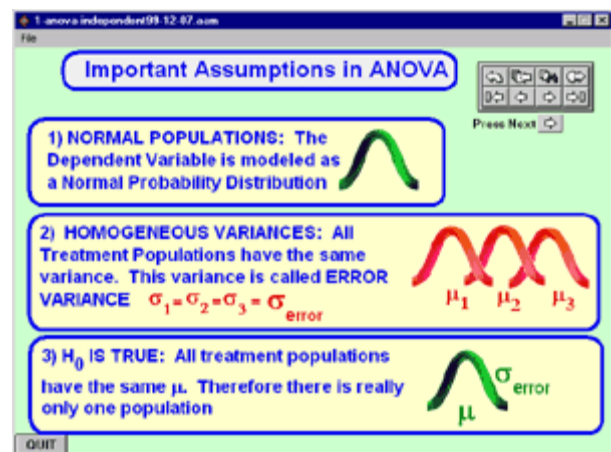 1-anova-independent99-12-07.asm
File
Important Assumptions in ANOVA
Press Next
1) NORMAL POPULATIONS: The
Dependent Variable is modeled as
a Normal Probability Distribution
2) HOMOGENEOUS VARIANCES: All
Treatment Populations have the same
variance. This variance is called ERROR
VARIANCE σ1 = σ2 = σ3 = σerror
μ1 μ2 μ3
3) H0 IS TRUE: All treatment populations
have the same μ. Therefore there is really
only one population
σerror
μ
QUIT